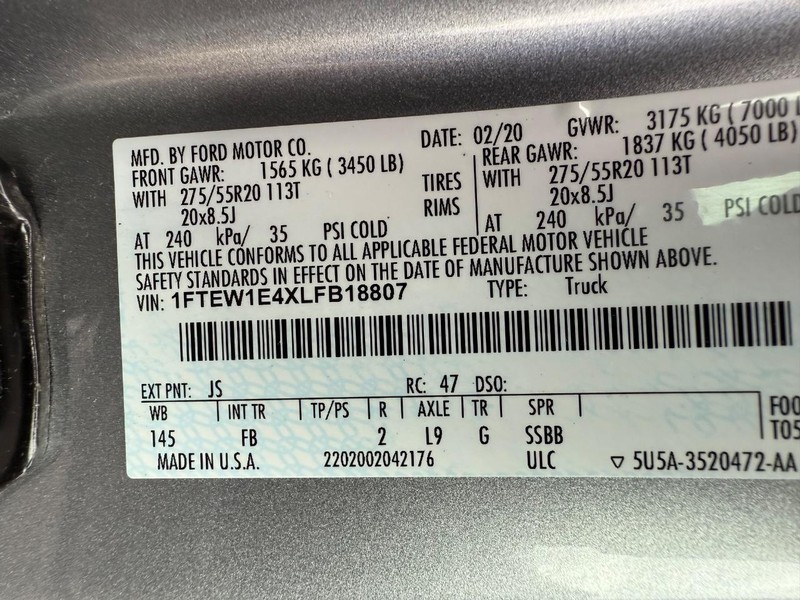 MFD. BY FORD MOTOR CO. DATE: 02/20 GVWR: 3175 KG ( 7000 L
FRONT GAWR: 1565 KG ( 3450 LB) REAR GAWR: 1837 KG ( 4050 LB)
WITH 275/55R20 113T TIRES WITH 275/55R20 113T
20x8.5J RIMS 20x8.5J
AT 240 kPa/ 35 PSI COLD AT 240 kPa/ 35 PSI COLD
THIS VEHICLE CONFORMS TO ALL APPLICABLE FEDERAL MOTOR VEHICLE
SAFETY STANDARDS IN EFFECT ON THE DATE OF MANUFACTURE SHOWN ABOVE.
VIN: 1FTEW1E4XLFB18807 TYPE: Truck
EXT PNT: JS RC: 47 DSO:
WB | INT TR | TP/PS | R | AXLE | TR | SPR F00
145 FB 2 L9 G SSBB T05
MADE IN U.S.A. 2202002042176 ULC ▽ 5U5A-3520472-AA